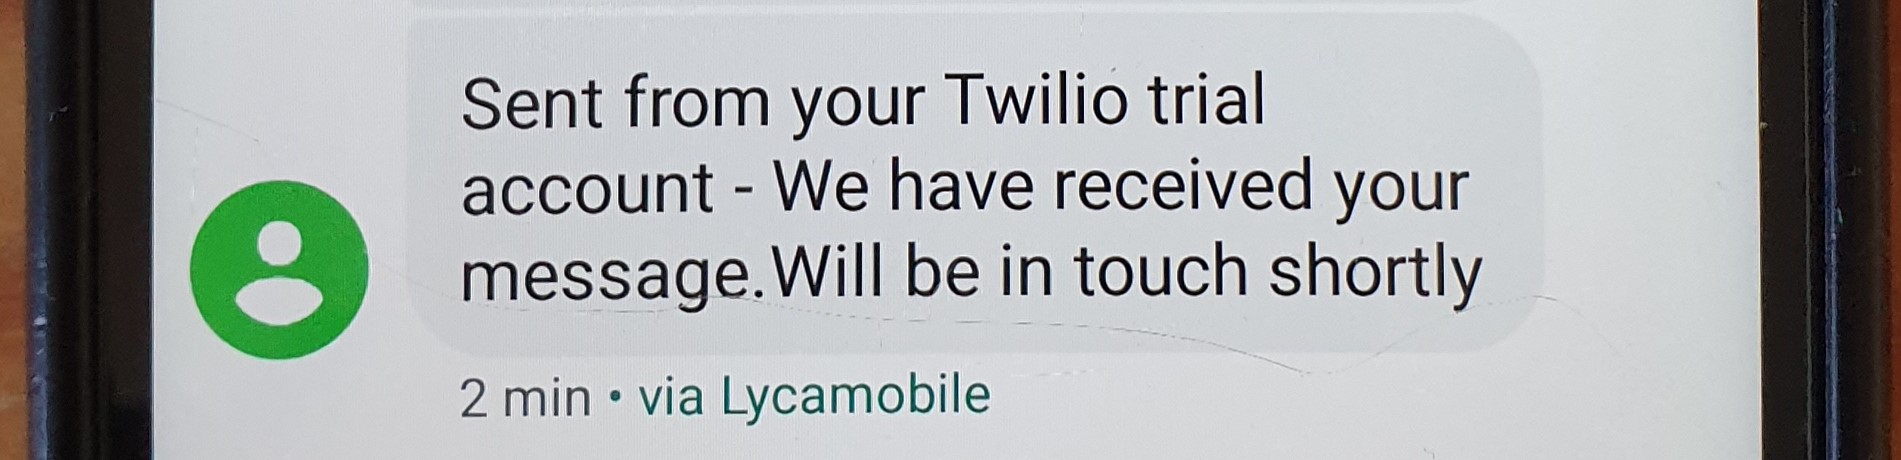 Sent from your Twilio trial
account - We have received your
message.Will be in touch shortly
2 min • via Lycamobile